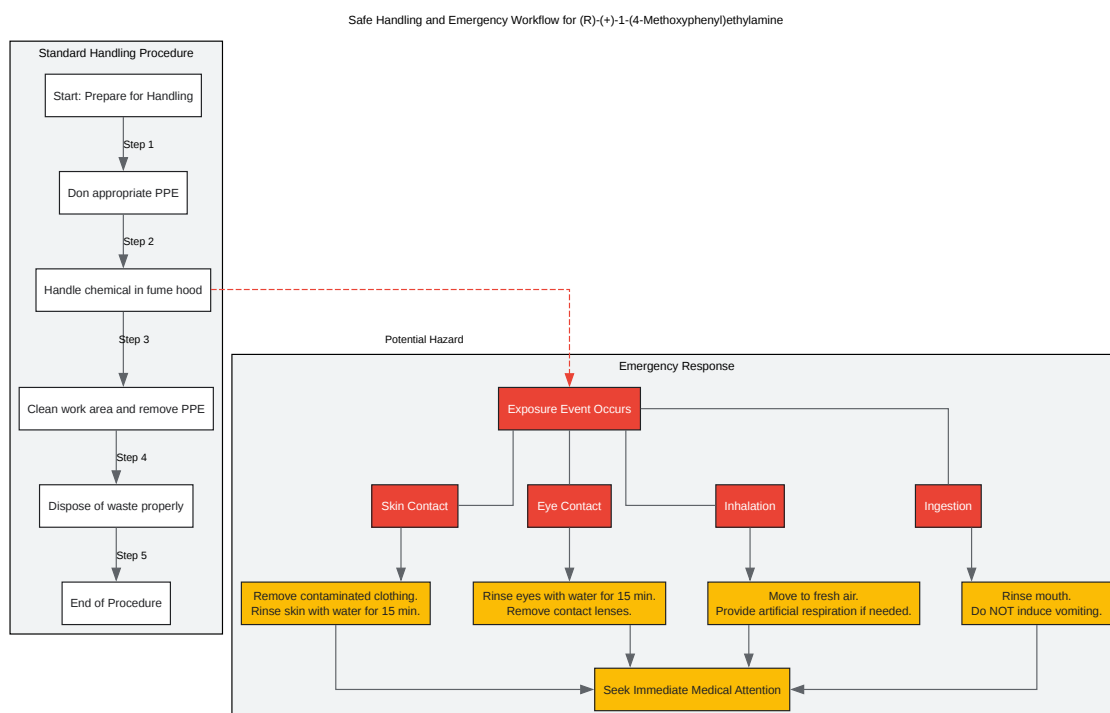 Safe Handling and Emergency Workflow for (R)-(+)-1-(4-Methoxyphenyl)ethylamine
Standard Handling Procedure
Start: Prepare for Handling
Step 1
Don appropriate PPE
Step 2
Handle chemical in fume hood
Step 3
Clean work area and remove PPE
Step 4
Dispose of waste properly
Step 5
End of Procedure
Potential Hazard
Emergency Response
Exposure Event Occurs
Skin Contact
Eye Contact
Inhalation
Ingestion
Remove contaminated clothing.
Rinse skin with water for 15 min.
Rinse eyes with water for 15 min.
Remove contact lenses.
Move to fresh air.
Provide artificial respiration if needed.
Rinse mouth.
Do NOT induce vomiting.
Seek Immediate Medical Attention